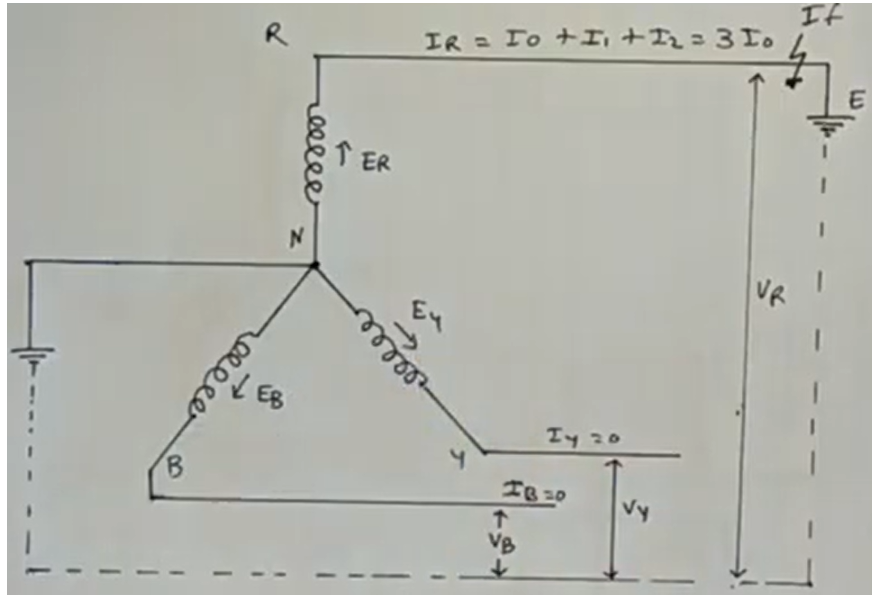 If
R
IR = I0 + I1 + I2 = 3 I0
E
ER
N
VR
EY
EB
IY = 0
B
Y
IB = 0
VY
VB